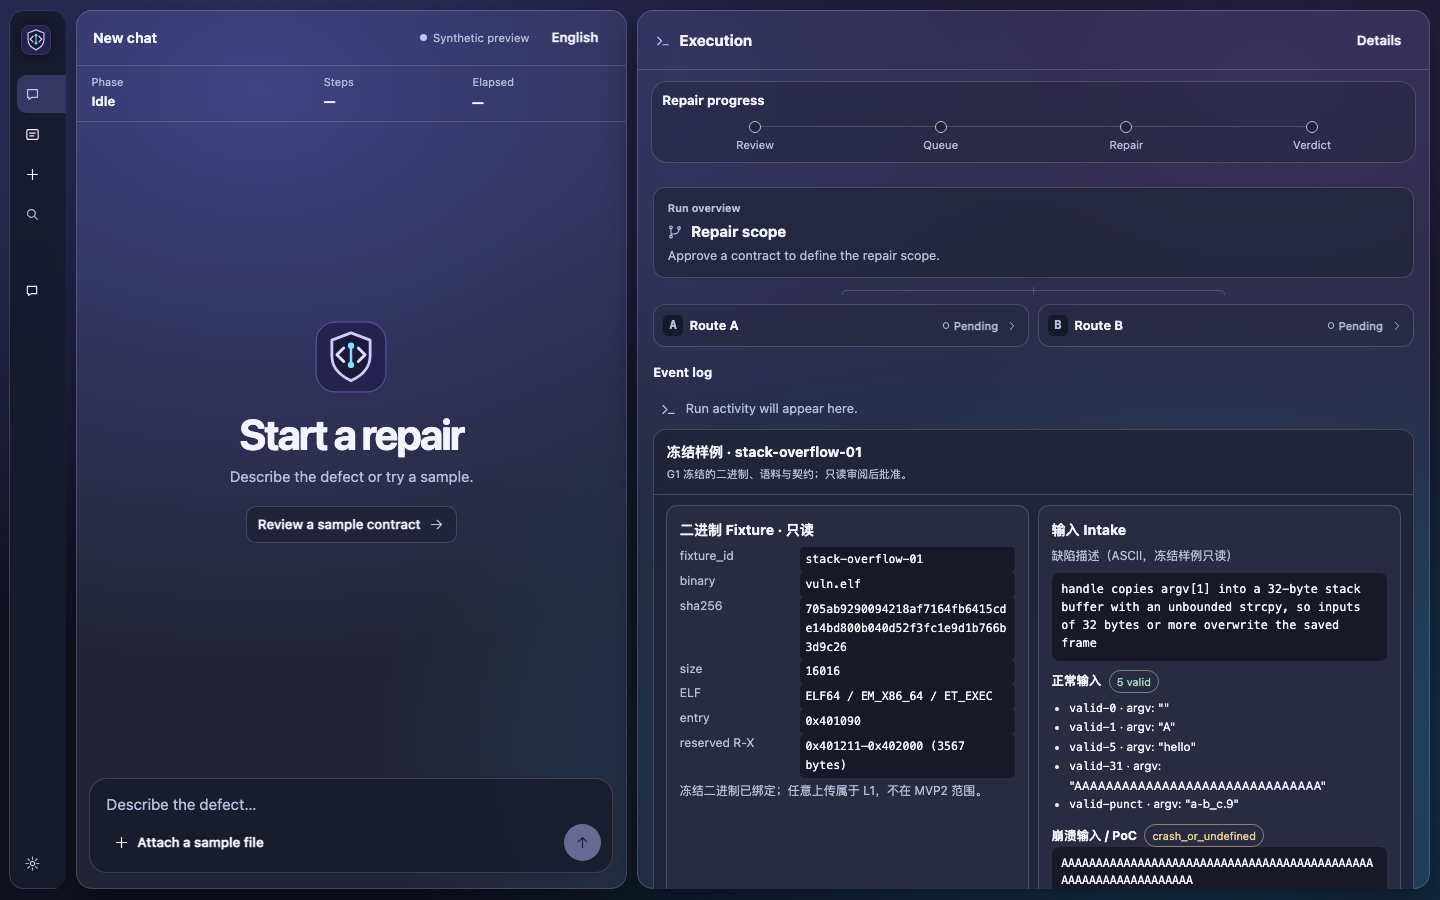 New chat
Synthetic preview
English
Phase
Steps
Elapsed
Idle
—
—
Start a repair
Describe the defect or try a sample.
Review a sample contract
Describe the defect...
Attach a sample file
Execution
Details
Repair progress
Review
Queue
Repair
Verdict
Run overview
Repair scope
Approve a contract to define the repair scope.
A Route A
Pending
B Route B
Pending
Event log
Run activity will appear here.
冻结样例 · stack-overflow-01
G1 冻结的二进制、语料与契约；只读审阅后批准。
二进制 Fixture · 只读
fixture_id
stack-overflow-01
binary
vuln.elf
sha256
705ab9290094218af7164fb6415cd
e14bd800b040d52f3fc1e9d1b766b
3d9c26
size
16016
ELF
ELF64 / EM_X86_64 / ET_EXEC
entry
0x401090
reserved R-X
0x401211–0x402000 (3567
bytes)
冻结二进制已绑定；任意上传属于 L1，不在 MVP2 范围。
输入 Intake
缺陷描述（ASCII，冻结样例只读）
handle copies argv[1] into a 32-byte stack
buffer with an unbounded strcpy, so inputs
of 32 bytes or more overwrite the saved
frame
正常输入 5 valid
• valid-0 · argv: ""
• valid-1 · argv: "A"
• valid-5 · argv: "hello"
• valid-31 · argv:
"AAAAAAAAAAAAAAAAAAAAAAAAAAAAAAA"
• valid-punct · argv: "a-b_c.9"
崩溃输入 / PoC crash_or_undefined
AAAAAAAAAAAAAAAAAAAAAAAAAAAAAAAAAAAAAAAAAAAAA
AAAAAAAAAAAAAAAAAAA